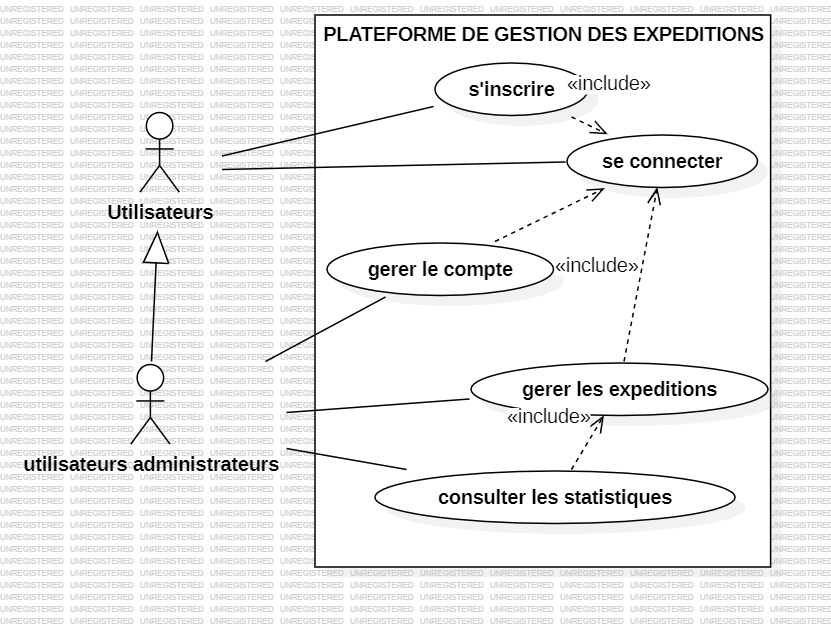 PLATEFORME DE GESTION DES EXPEDITIONS
s'inscrire
«include»
se connecter
Utilisateurs
gerer le compte
«include»
gerer les expeditions
«include»
utilisateurs administrateurs
consulter les statistiques
UNREGISTERED